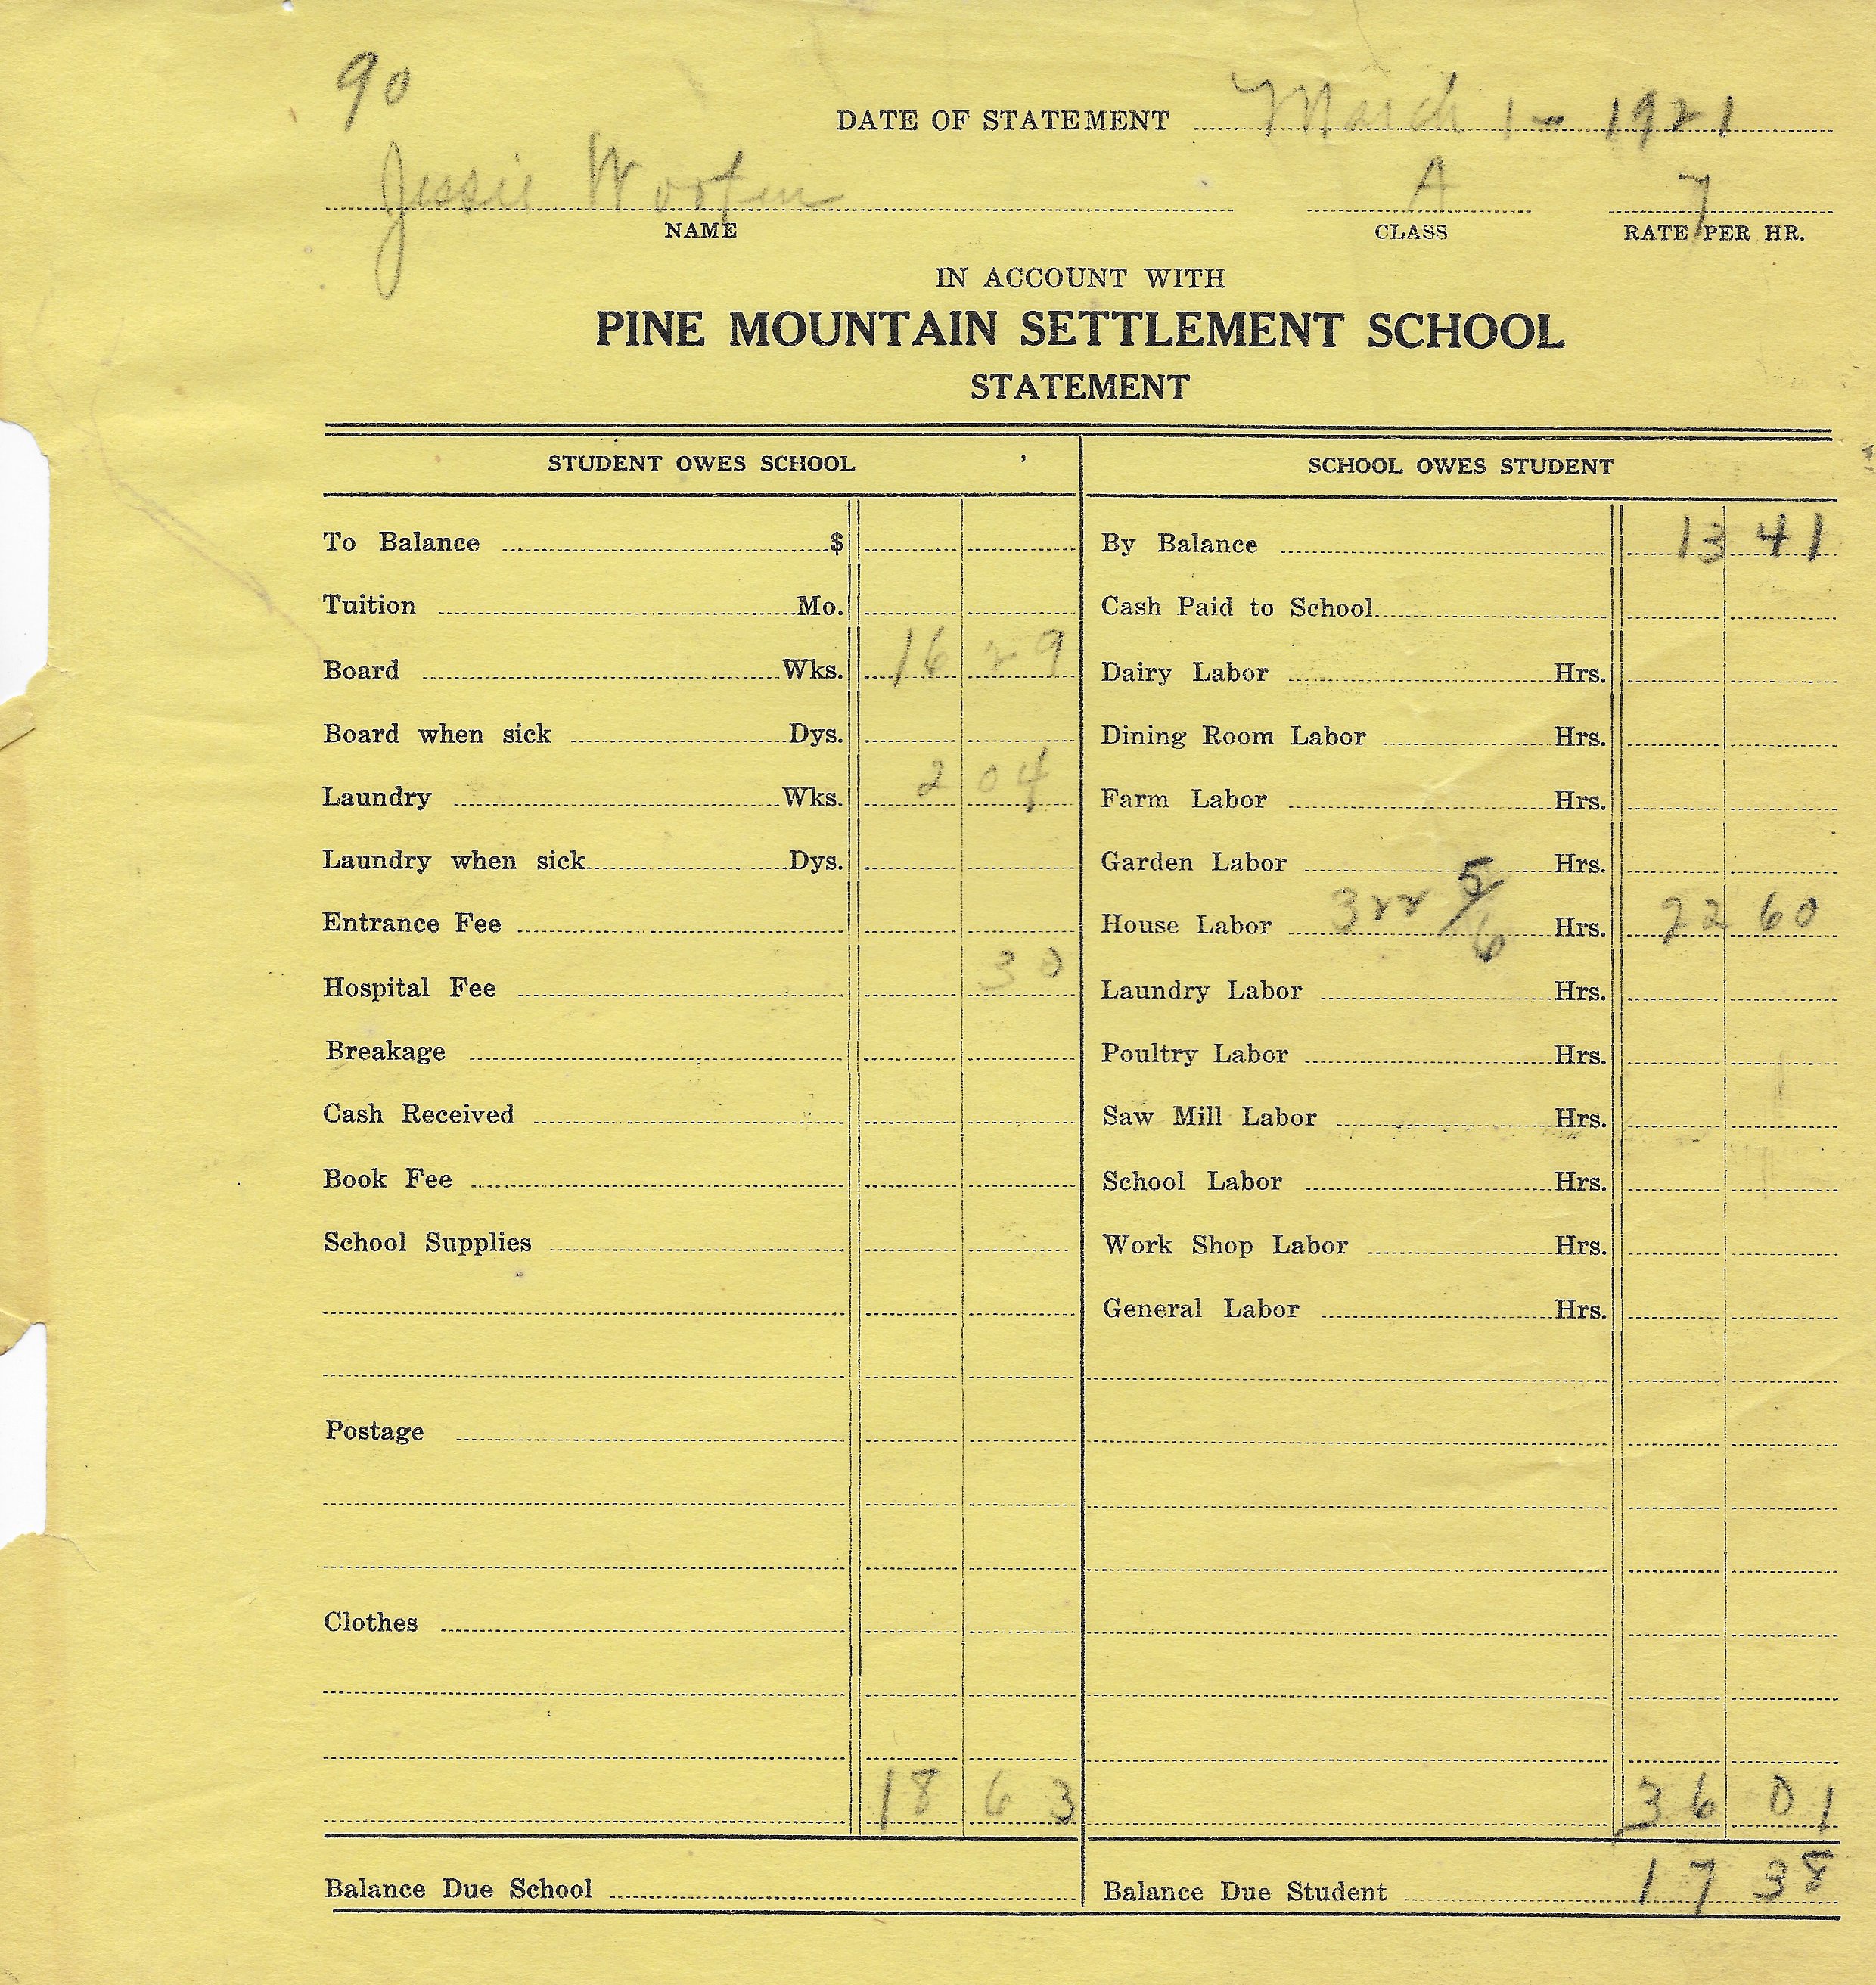 90
DATE OF STATEMENT March 1 - 1921
Jessie Wooten A 7
NAME CLASS RATE PER HR.
IN ACCOUNT WITH
PINE MOUNTAIN SETTLEMENT SCHOOL
STATEMENT
STUDENT OWES SCHOOL SCHOOL OWES STUDENT
To Balance $ By Balance 13 41
Tuition Mo. Cash Paid to School
Board Wks. 16 29 Dairy Labor Hrs.
Board when sick Dys. Dining Room Labor Hrs.
Laundry Wks. 2 04 Farm Labor Hrs.
Laundry when sick Dys. Garden Labor Hrs.
Entrance Fee House Labor 322 5/6 Hrs. 22 60
Hospital Fee 30 Laundry Labor Hrs.
Breakage Poultry Labor Hrs.
Cash Received Saw Mill Labor Hrs.
Book Fee School Labor Hrs.
School Supplies Work Shop Labor Hrs.
General Labor Hrs.
Postage
Clothes
18 63 36 01
Balance Due School Balance Due Student 17 38